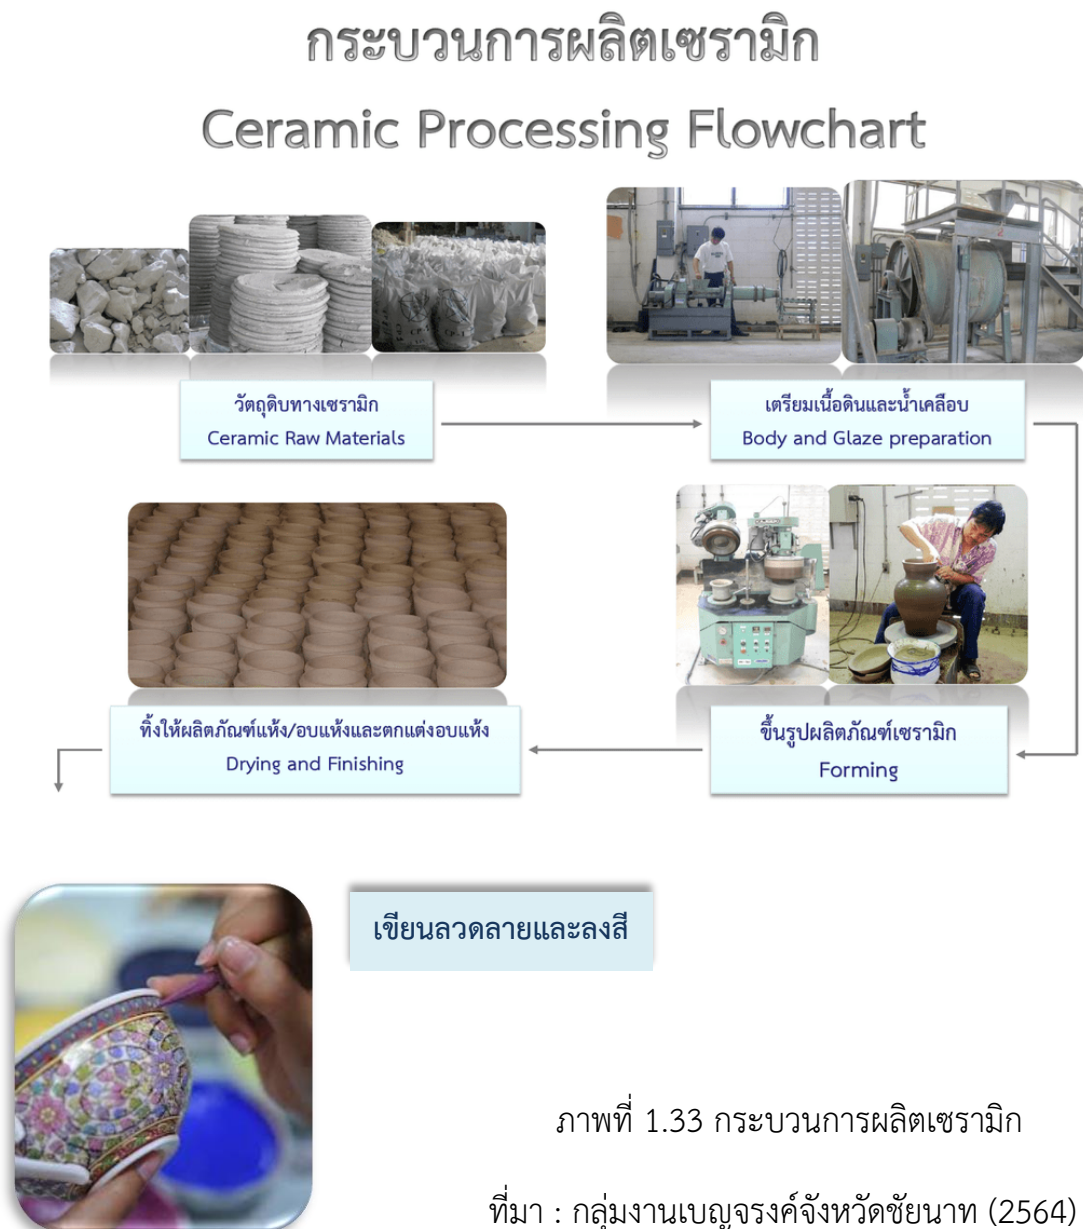 กระบวนการผลิตเซรามิก
Ceramic Processing Flowchart
วัตถุดิบทางเซรามิก
Ceramic Raw Materials
เตรียมเนื้อดินและน้ำเคลือบ
Body and Glaze preparation
ขึ้นรูปผลิตภัณฑ์เซรามิก
Forming
ทิ้งให้ผลิตภัณฑ์แห้ง/อบแห้งและตกแต่งอบแห้ง
Drying and Finishing
เขียนลวดลายและลงสี
ภาพที่ 1.33 กระบวนการผลิตเซรามิก
ที่มา : กลุ่มงานเบญจรงค์จังหวัดชัยนาท (2564)